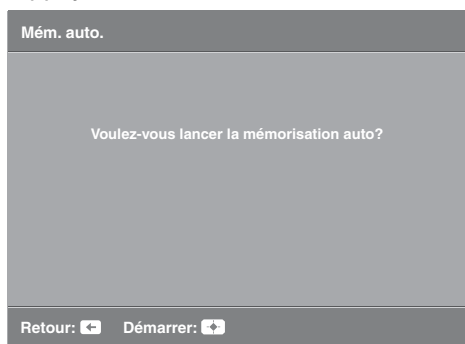 Mém. auto.
Voulez-vous lancer la mémorisation auto?
Retour: Démarrer: